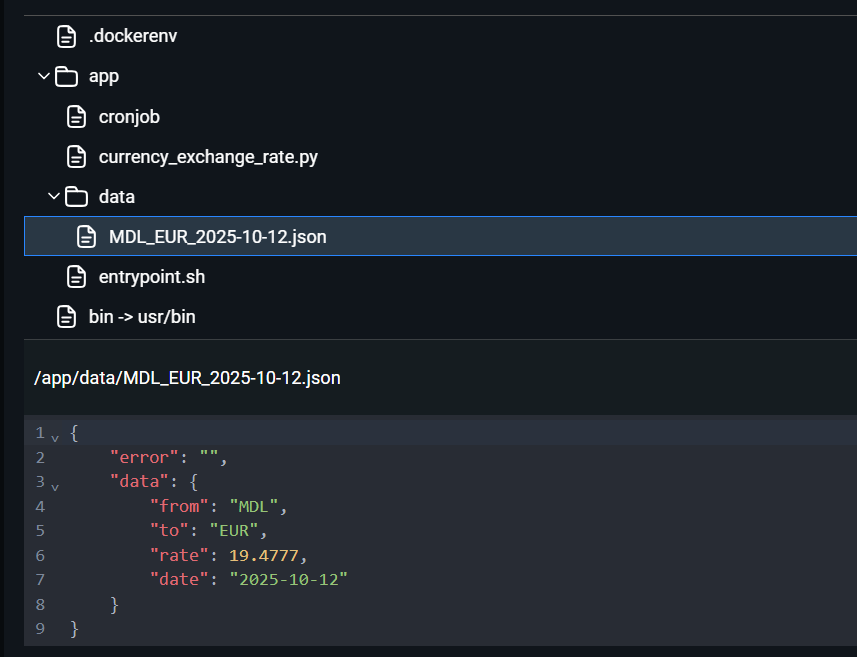 .dockerenv
app
cronjob
currency_exchange_rate.py
data
MDL_EUR_2025-10-12.json
entrypoint.sh
bin -> usr/bin
/app/data/MDL_EUR_2025-10-12.json
1 {
2 "error": "",
3 "data": {
4 "from": "MDL",
5 "to": "EUR",
6 "rate": 19.4777,
7 "date": "2025-10-12"
8 }
9 }